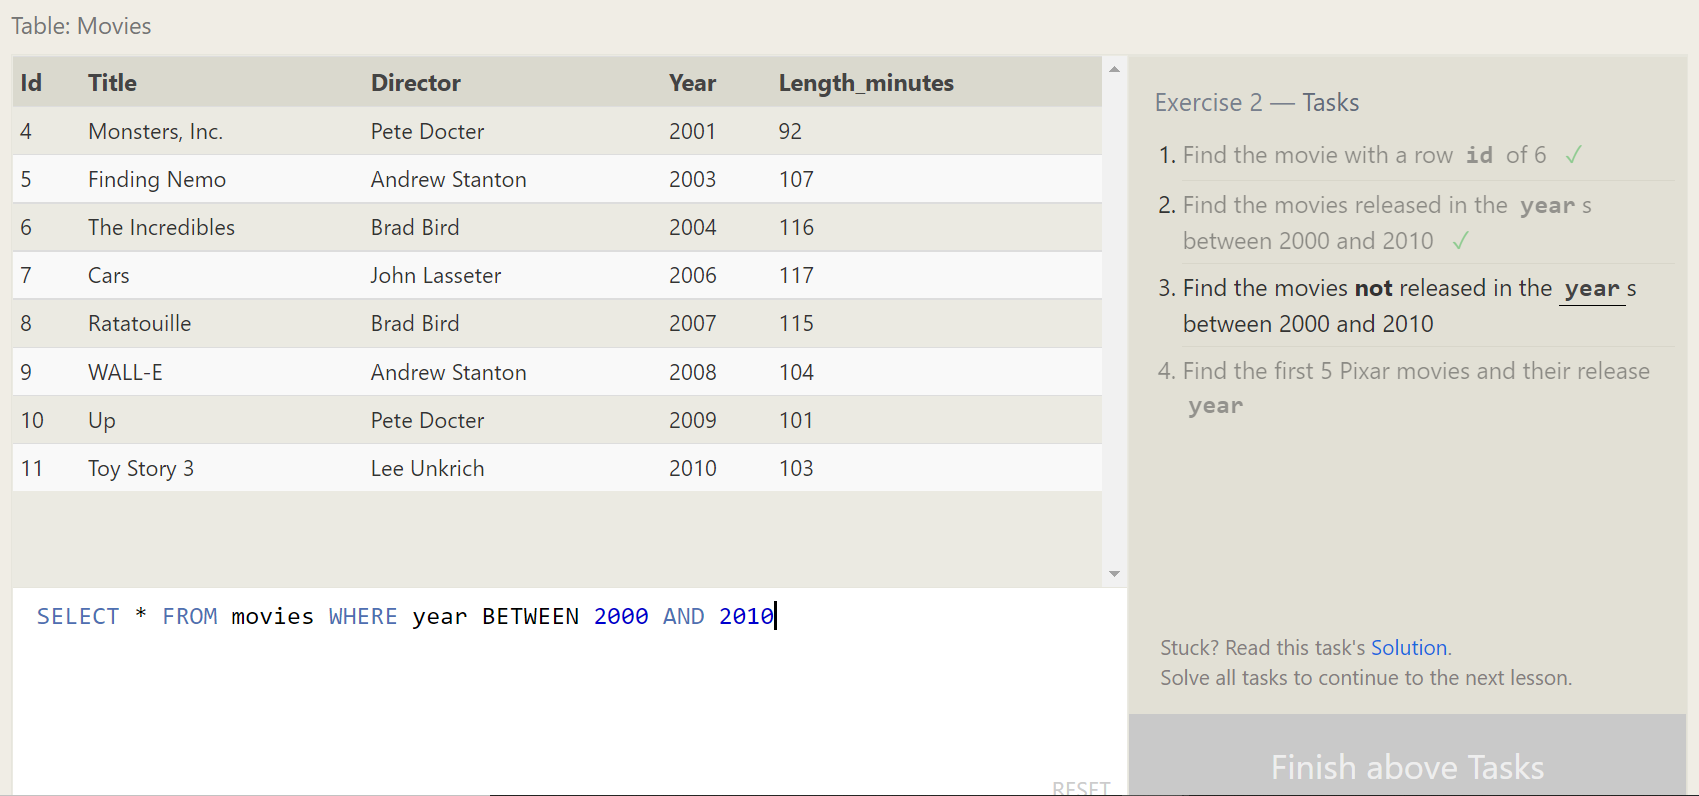 Table: Movies
Id Title Director Year Length_minutes
4 Monsters, Inc. Pete Docter 2001 92
5 Finding Nemo Andrew Stanton 2003 107
6 The Incredibles Brad Bird 2004 116
7 Cars John Lasseter 2006 117
8 Ratatouille Brad Bird 2007 115
9 WALL-E Andrew Stanton 2008 104
10 Up Pete Docter 2009 101
11 Toy Story 3 Lee Unkrich 2010 103
SELECT * FROM movies WHERE year BETWEEN 2000 AND 2010
RESET
Exercise 2 — Tasks
1. Find the movie with a row id of 6 ✓
2. Find the movies released in the year s
between 2000 and 2010 ✓
3. Find the movies not released in the year s
between 2000 and 2010
4. Find the first 5 Pixar movies and their release
year
Stuck? Read this task's Solution.
Solve all tasks to continue to the next lesson.
Finish above Tasks